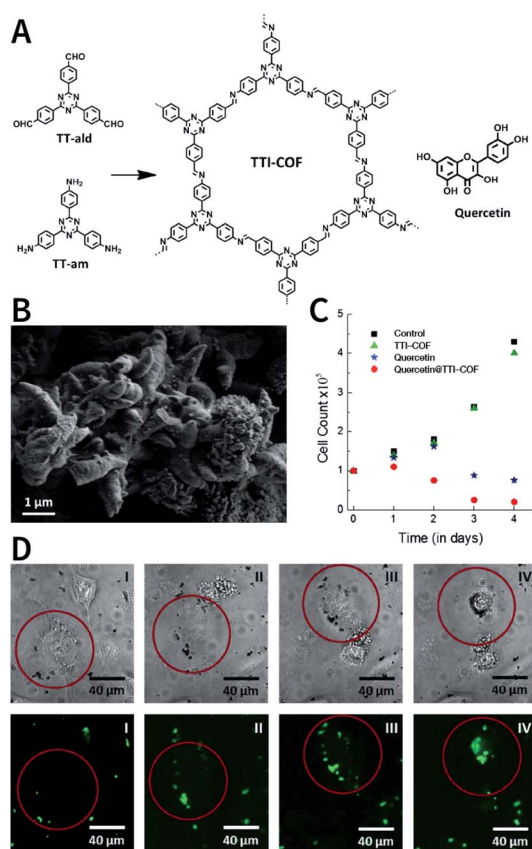 A
CHO
OHC
CHO
TT-ald
NH2
H2N
NH2
TT-am
TTI-COF
OH
OH
HO
O
OH
OH
O
Quercetin
B
1 µm
C
Control
TTI-COF
Quercetin
Quercetin@TTI-COF
Cell Count x10⁵
5
4
3
2
1
0
0 1 2 3 4
Time (in days)
D
I
II
III
IV
40 µm
40 µm
40 µm
40 µm
I
II
III
IV
40 µm
40 µm
40 µm
40 µm